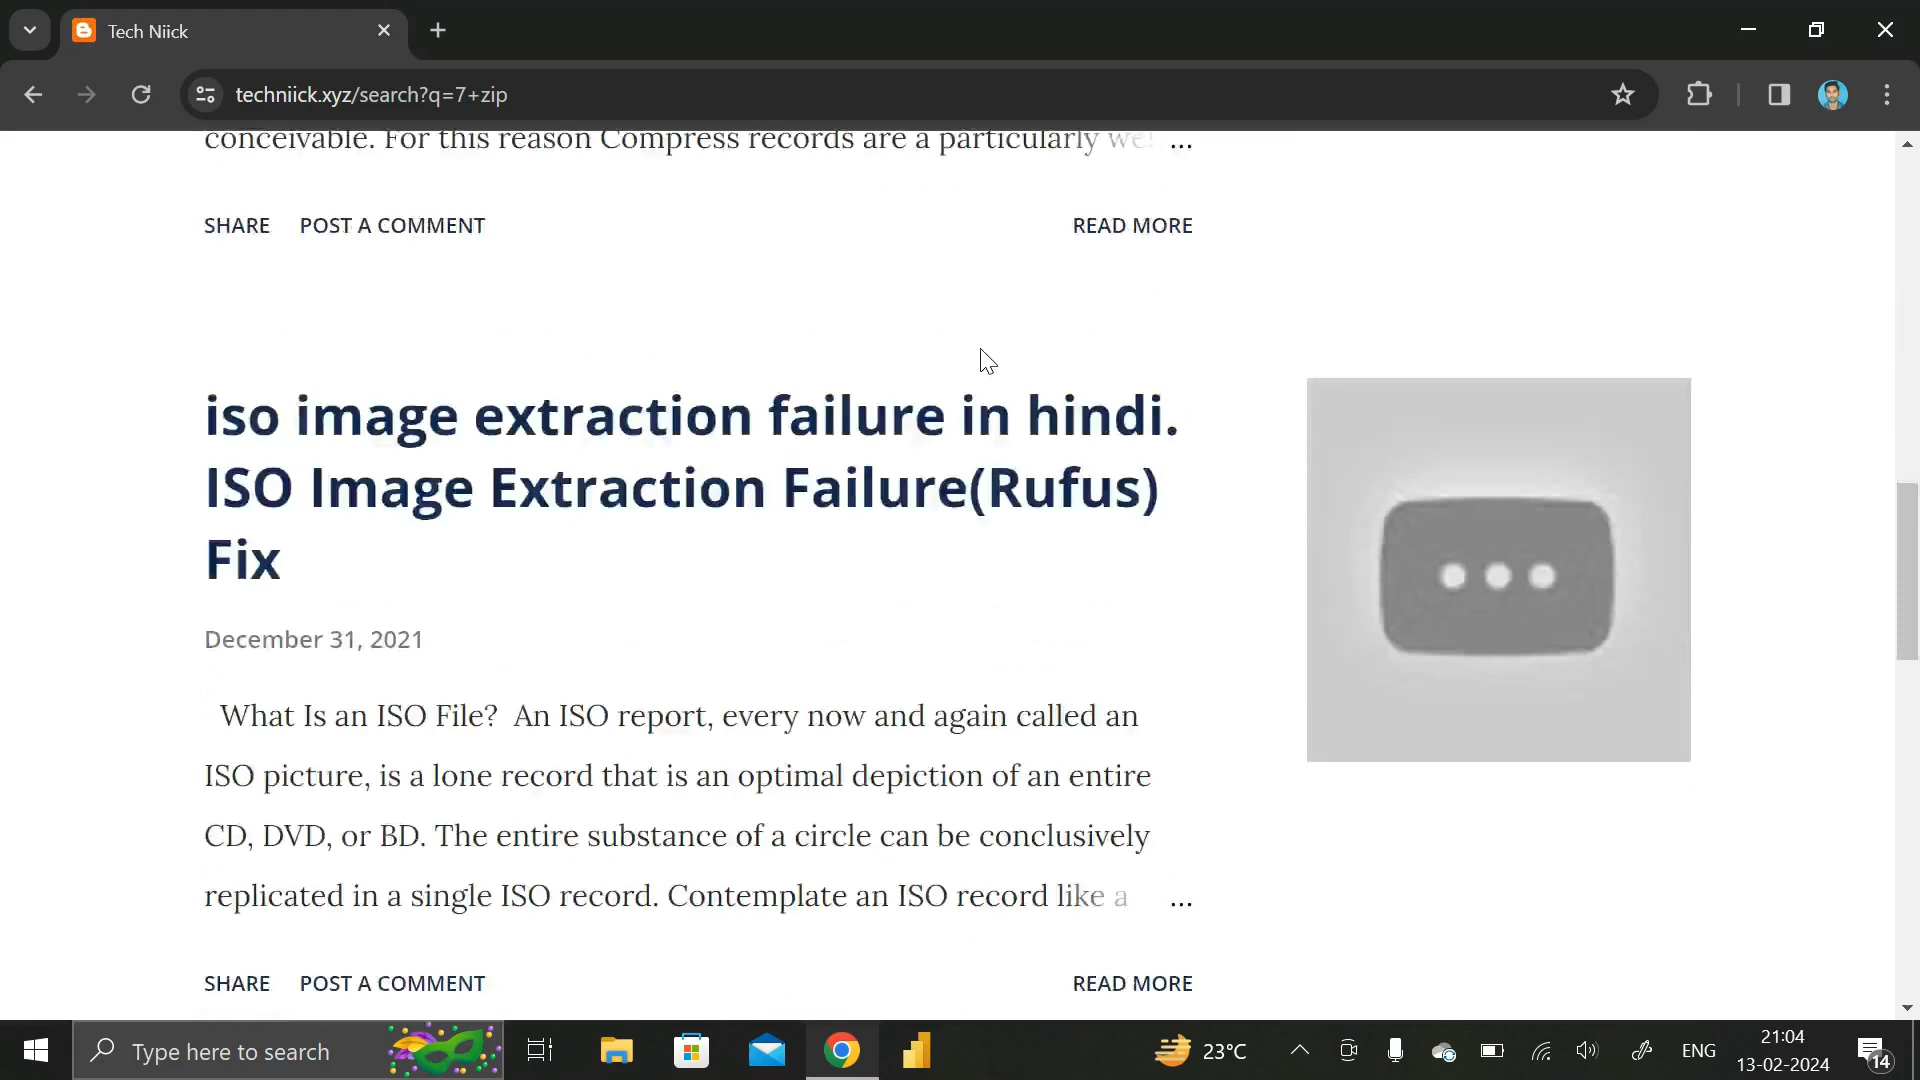 Tech Niick
techniick.xyz/search?q=7+zip
conceivable. For this reason Compress records are a particularly we ...
SHARE POST A COMMENT READ MORE
iso image extraction failure in hindi.
ISO Image Extraction Failure(Rufus)
Fix
December 31, 2021
What Is an ISO File? An ISO report, every now and again called an
ISO picture, is a lone record that is an optimal depiction of an entire
CD, DVD, or BD. The entire substance of a circle can be conclusively
replicated in a single ISO record. Contemplate an ISO record like a ...
SHARE POST A COMMENT READ MORE
Type here to search
23°C
ENG
21:04
13-02-2024
14